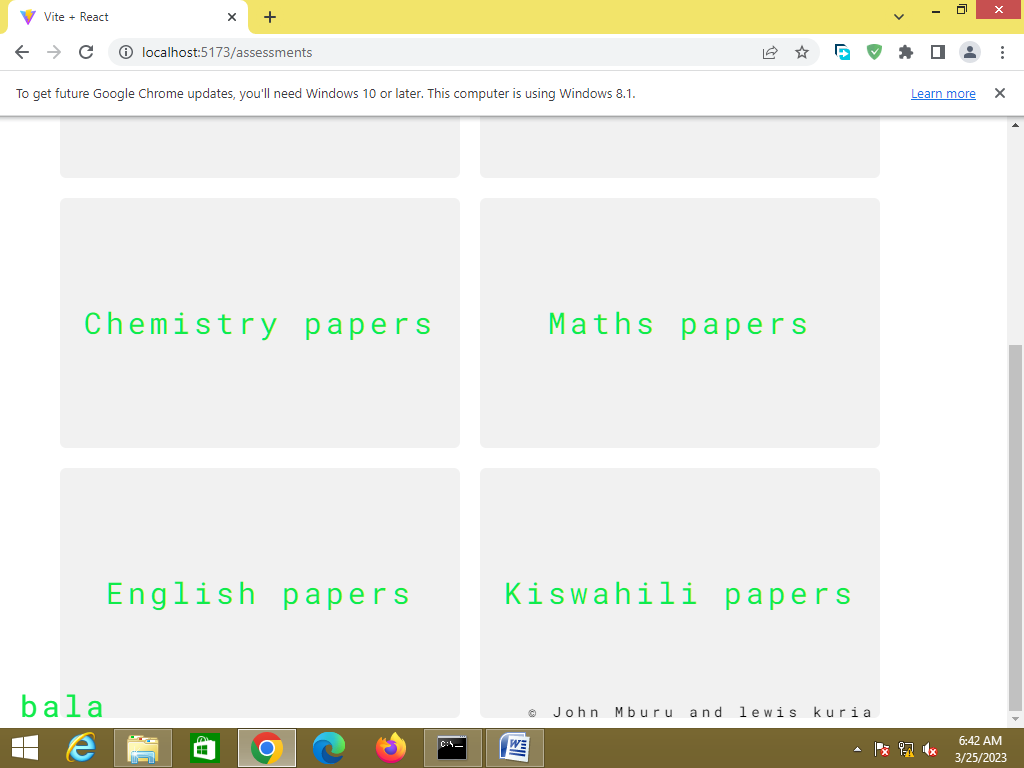 Vite + React
localhost:5173/assessments
To get future Google Chrome updates, you'll need Windows 10 or later. This computer is using Windows 8.1.
Learn more
Chemistry papers
Maths papers
English papers
Kiswahili papers
bala
© John Mburu and lewis kuria
C:\._
6:42 AM
3/25/2023